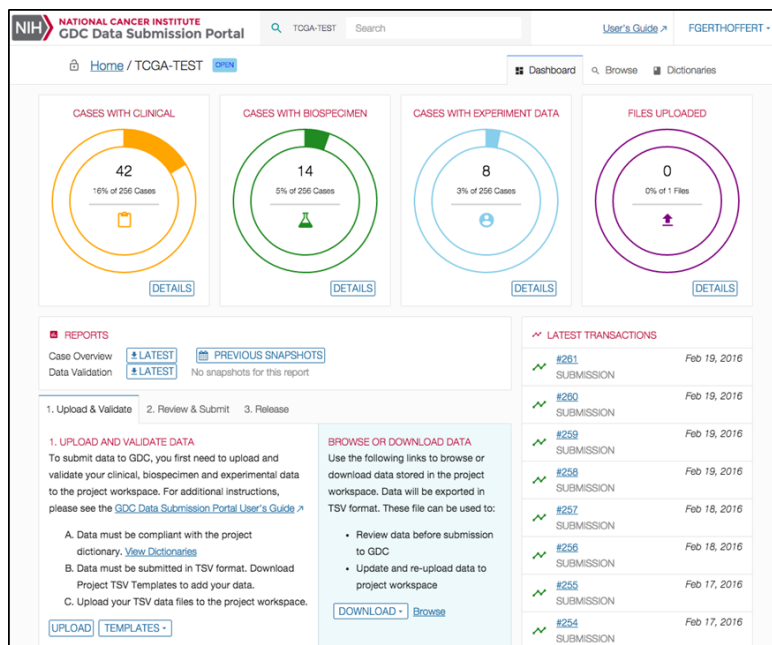 NIH NATIONAL CANCER INSTITUTE
GDC Data Submission Portal
TCGA-TEST Search
User's Guide
FGERTHOFFERT
Home / TCGA-TEST OPEN
Dashboard Browse Dictionaries
CASES WITH CLINICAL
42
16% of 256 Cases
DETAILS
CASES WITH BIOSPECIMEN
14
5% of 256 Cases
DETAILS
CASES WITH EXPERIMENT DATA
8
3% of 256 Cases
DETAILS
FILES UPLOADED
0
0% of 1 Files
DETAILS
REPORTS
Case Overview LATEST PREVIOUS SNAPSHOTS
Data Validation LATEST No snapshots for this report
1. Upload & Validate 2. Review & Submit 3. Release
1. UPLOAD AND VALIDATE DATA
To submit data to GDC, you first need to upload and
validate your clinical, biospecimen and experimental data
to the project workspace. For additional instructions,
please see the GDC Data Submission Portal User's Guide
A. Data must be compliant with the project
dictionary. View Dictionaries
B. Data must be submitted in TSV format. Download
Project TSV Templates to add your data.
C. Upload your TSV data files to the project workspace.
UPLOAD TEMPLATES
BROWSE OR DOWNLOAD DATA
Use the following links to browse or
download data stored in the project
workspace. Data will be exported in
TSV format. These file can be used to:
• Review data before submission
to GDC
• Update and re-upload data to
project workspace
DOWNLOAD Browse
LATEST TRANSACTIONS
#261 Feb 19, 2016
SUBMISSION
#260 Feb 19, 2016
SUBMISSION
#259 Feb 19, 2016
SUBMISSION
#258 Feb 19, 2016
SUBMISSION
#257 Feb 18, 2016
SUBMISSION
#256 Feb 18, 2016
SUBMISSION
#255 Feb 17, 2016
SUBMISSION
#254 Feb 17, 2016
SUBMISSION